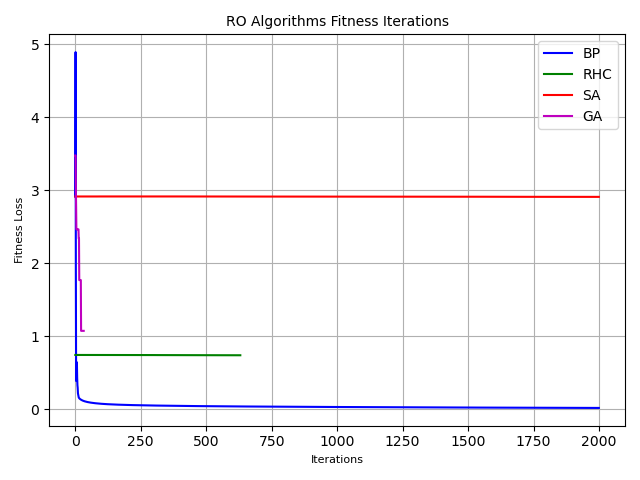 RO Algorithms Fitness Iterations
BP
RHC
SA
GA
Fitness Loss
5
4
3
2
1
0
0 250 500 750 1000 1250 1500 1750 2000
Iterations